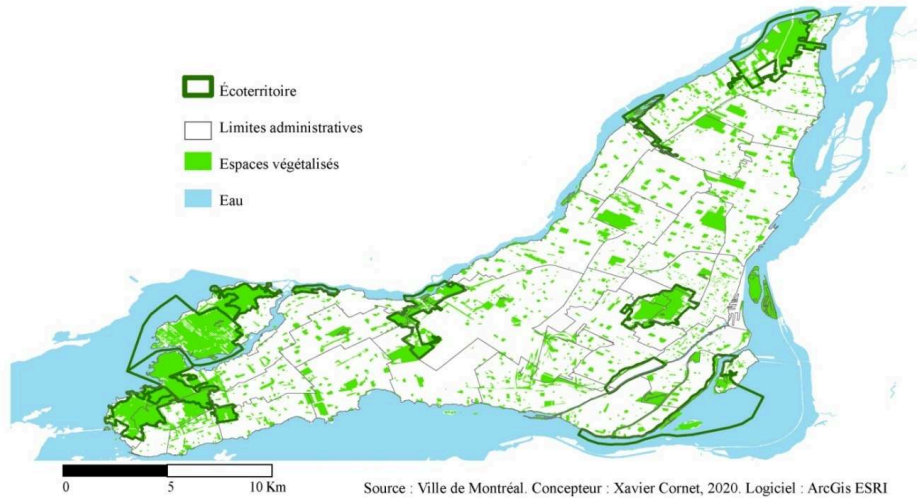 Écoterritoire
Limites administratives
Espaces végétalisés
Eau
0 5 10 Km
Source : Ville de Montréal. Concepteur : Xavier Cornet, 2020. Logiciel : ArcGis ESRI